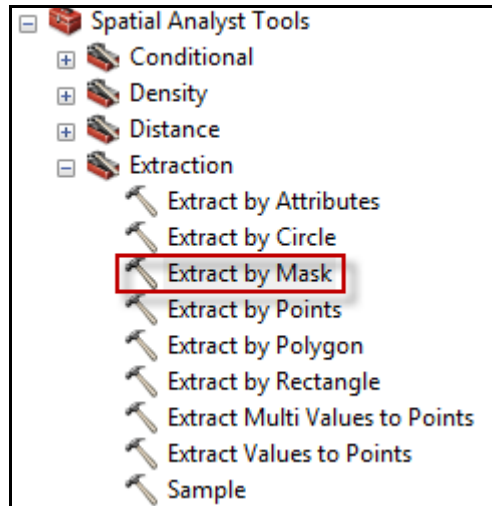 Spatial Analyst Tools
Conditional
Density
Distance
Extraction
Extract by Attributes
Extract by Circle
Extract by Mask
Extract by Points
Extract by Polygon
Extract by Rectangle
Extract Multi Values to Points
Extract Values to Points
Sample